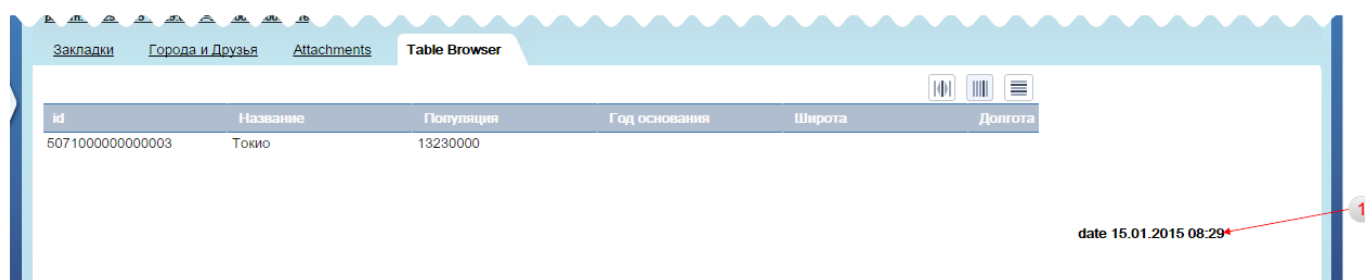 Закладки Города и Друзья Attachments Table Browser
id Название Популяция Год основания Широта Долгота
5071000000000003 Токио 13230000
date 15.01.2015 08:29
1